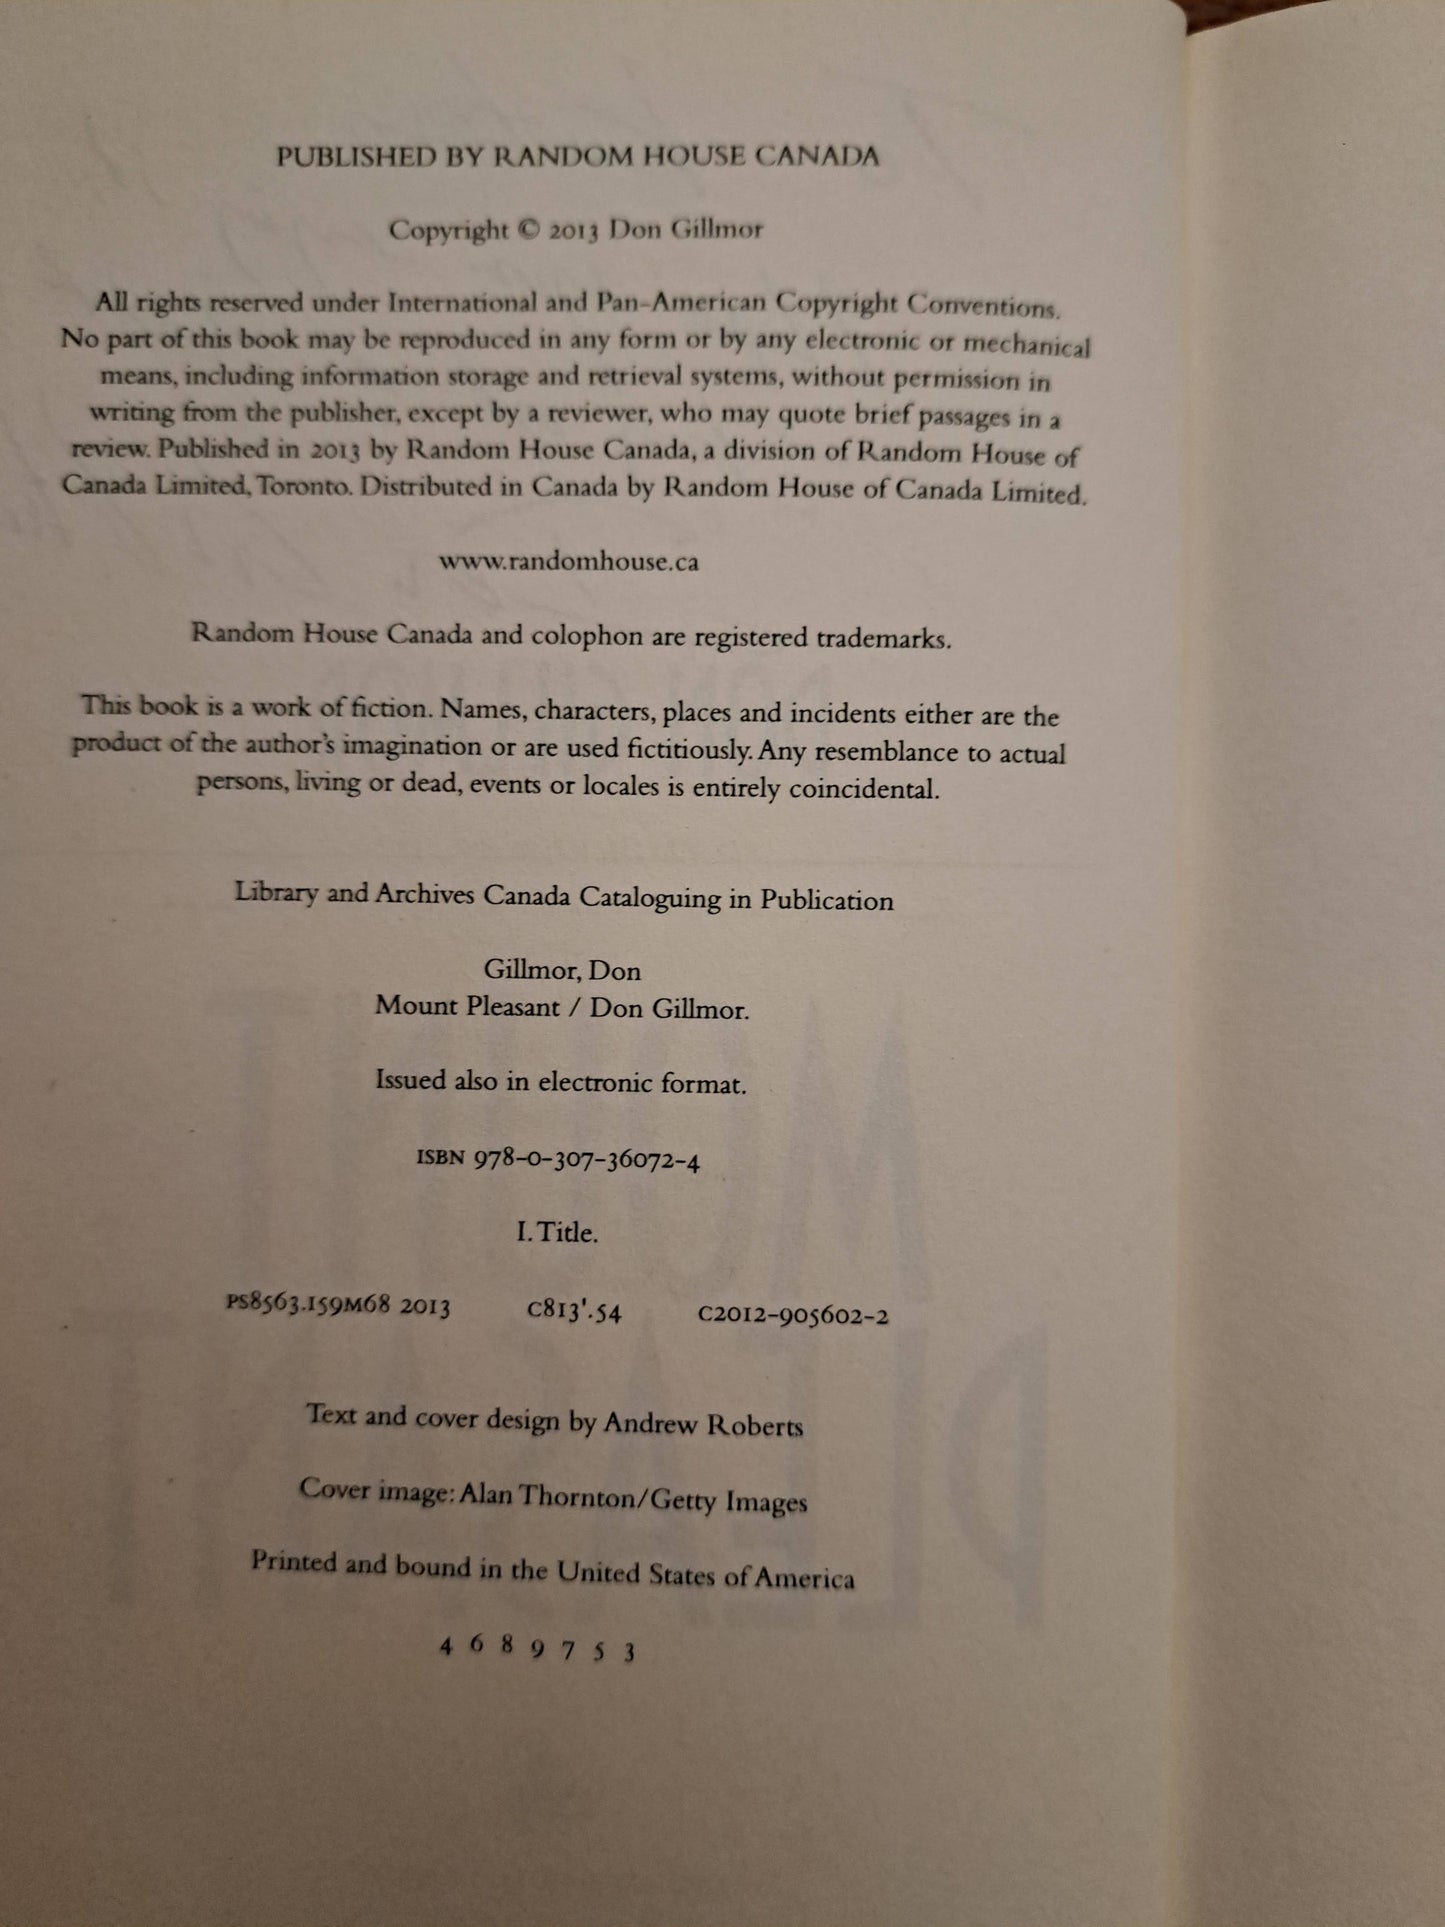 PUBLISHED BY RANDOM HOUSE CANADA
Copyright © 2013 Don Gillmor
All rights reserved under International and Pan-American Copyright Conventions.
No part of this book may be reproduced in any form or by any electronic or mechanical
means, including information storage and retrieval systems, without permission in
writing from the publisher, except by a reviewer, who may quote brief passages in a
review. Published in 2013 by Random House Canada, a division of Random House of
Canada Limited, Toronto. Distributed in Canada by Random House of Canada Limited.
www.randomhouse.ca
Random House Canada and colophon are registered trademarks.
This book is a work of fiction. Names, characters, places and incidents either are the
product of the author's imagination or are used fictitiously. Any resemblance to actual
persons, living or dead, events or locales is entirely coincidental.
Library and Archives Canada Cataloguing in Publication
Gillmor, Don
Mount Pleasant / Don Gillmor.
Issued also in electronic format.
ISBN 978-0-307-36072-4
I. Title.
PS8563.I59M68 2013 C813'.54 C2012-905602-2
Text and cover design by Andrew Roberts
Cover image: Alan Thornton/Getty Images
Printed and bound in the United States of America
4 6 8 9 7 5 3